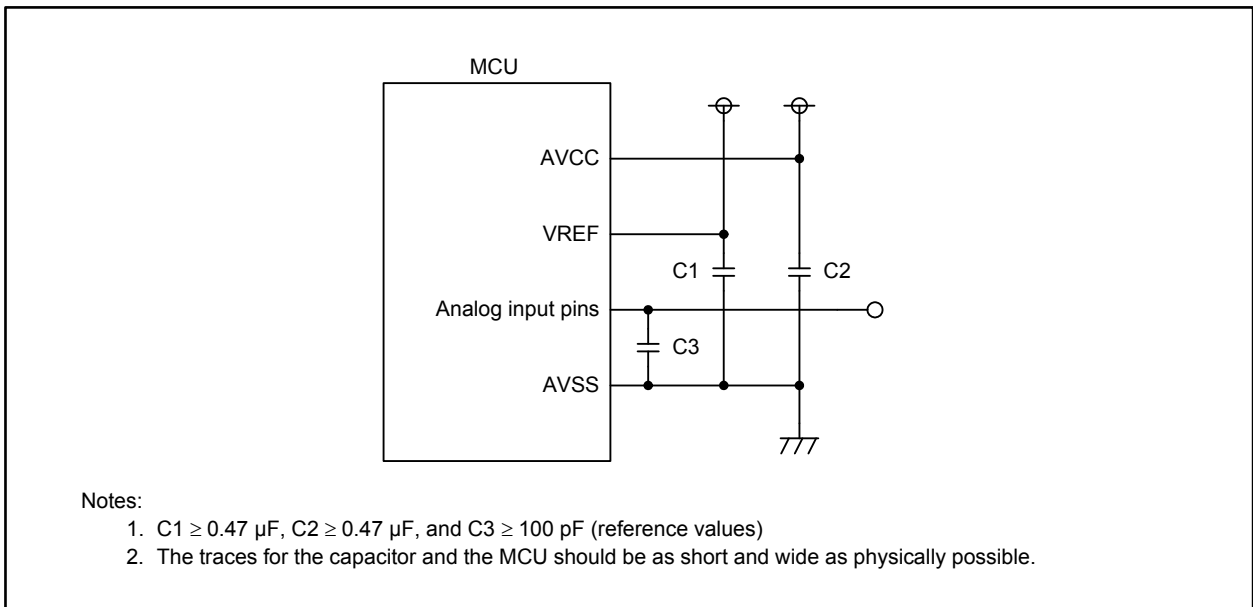 MCU
AVCC
VREF
C1
C2
Analog input pins
C3
AVSS
Notes:
1. C1 ≥ 0.47 µF, C2 ≥ 0.47 µF, and C3 ≥ 100 pF (reference values)
2. The traces for the capacitor and the MCU should be as short and wide as physically possible.